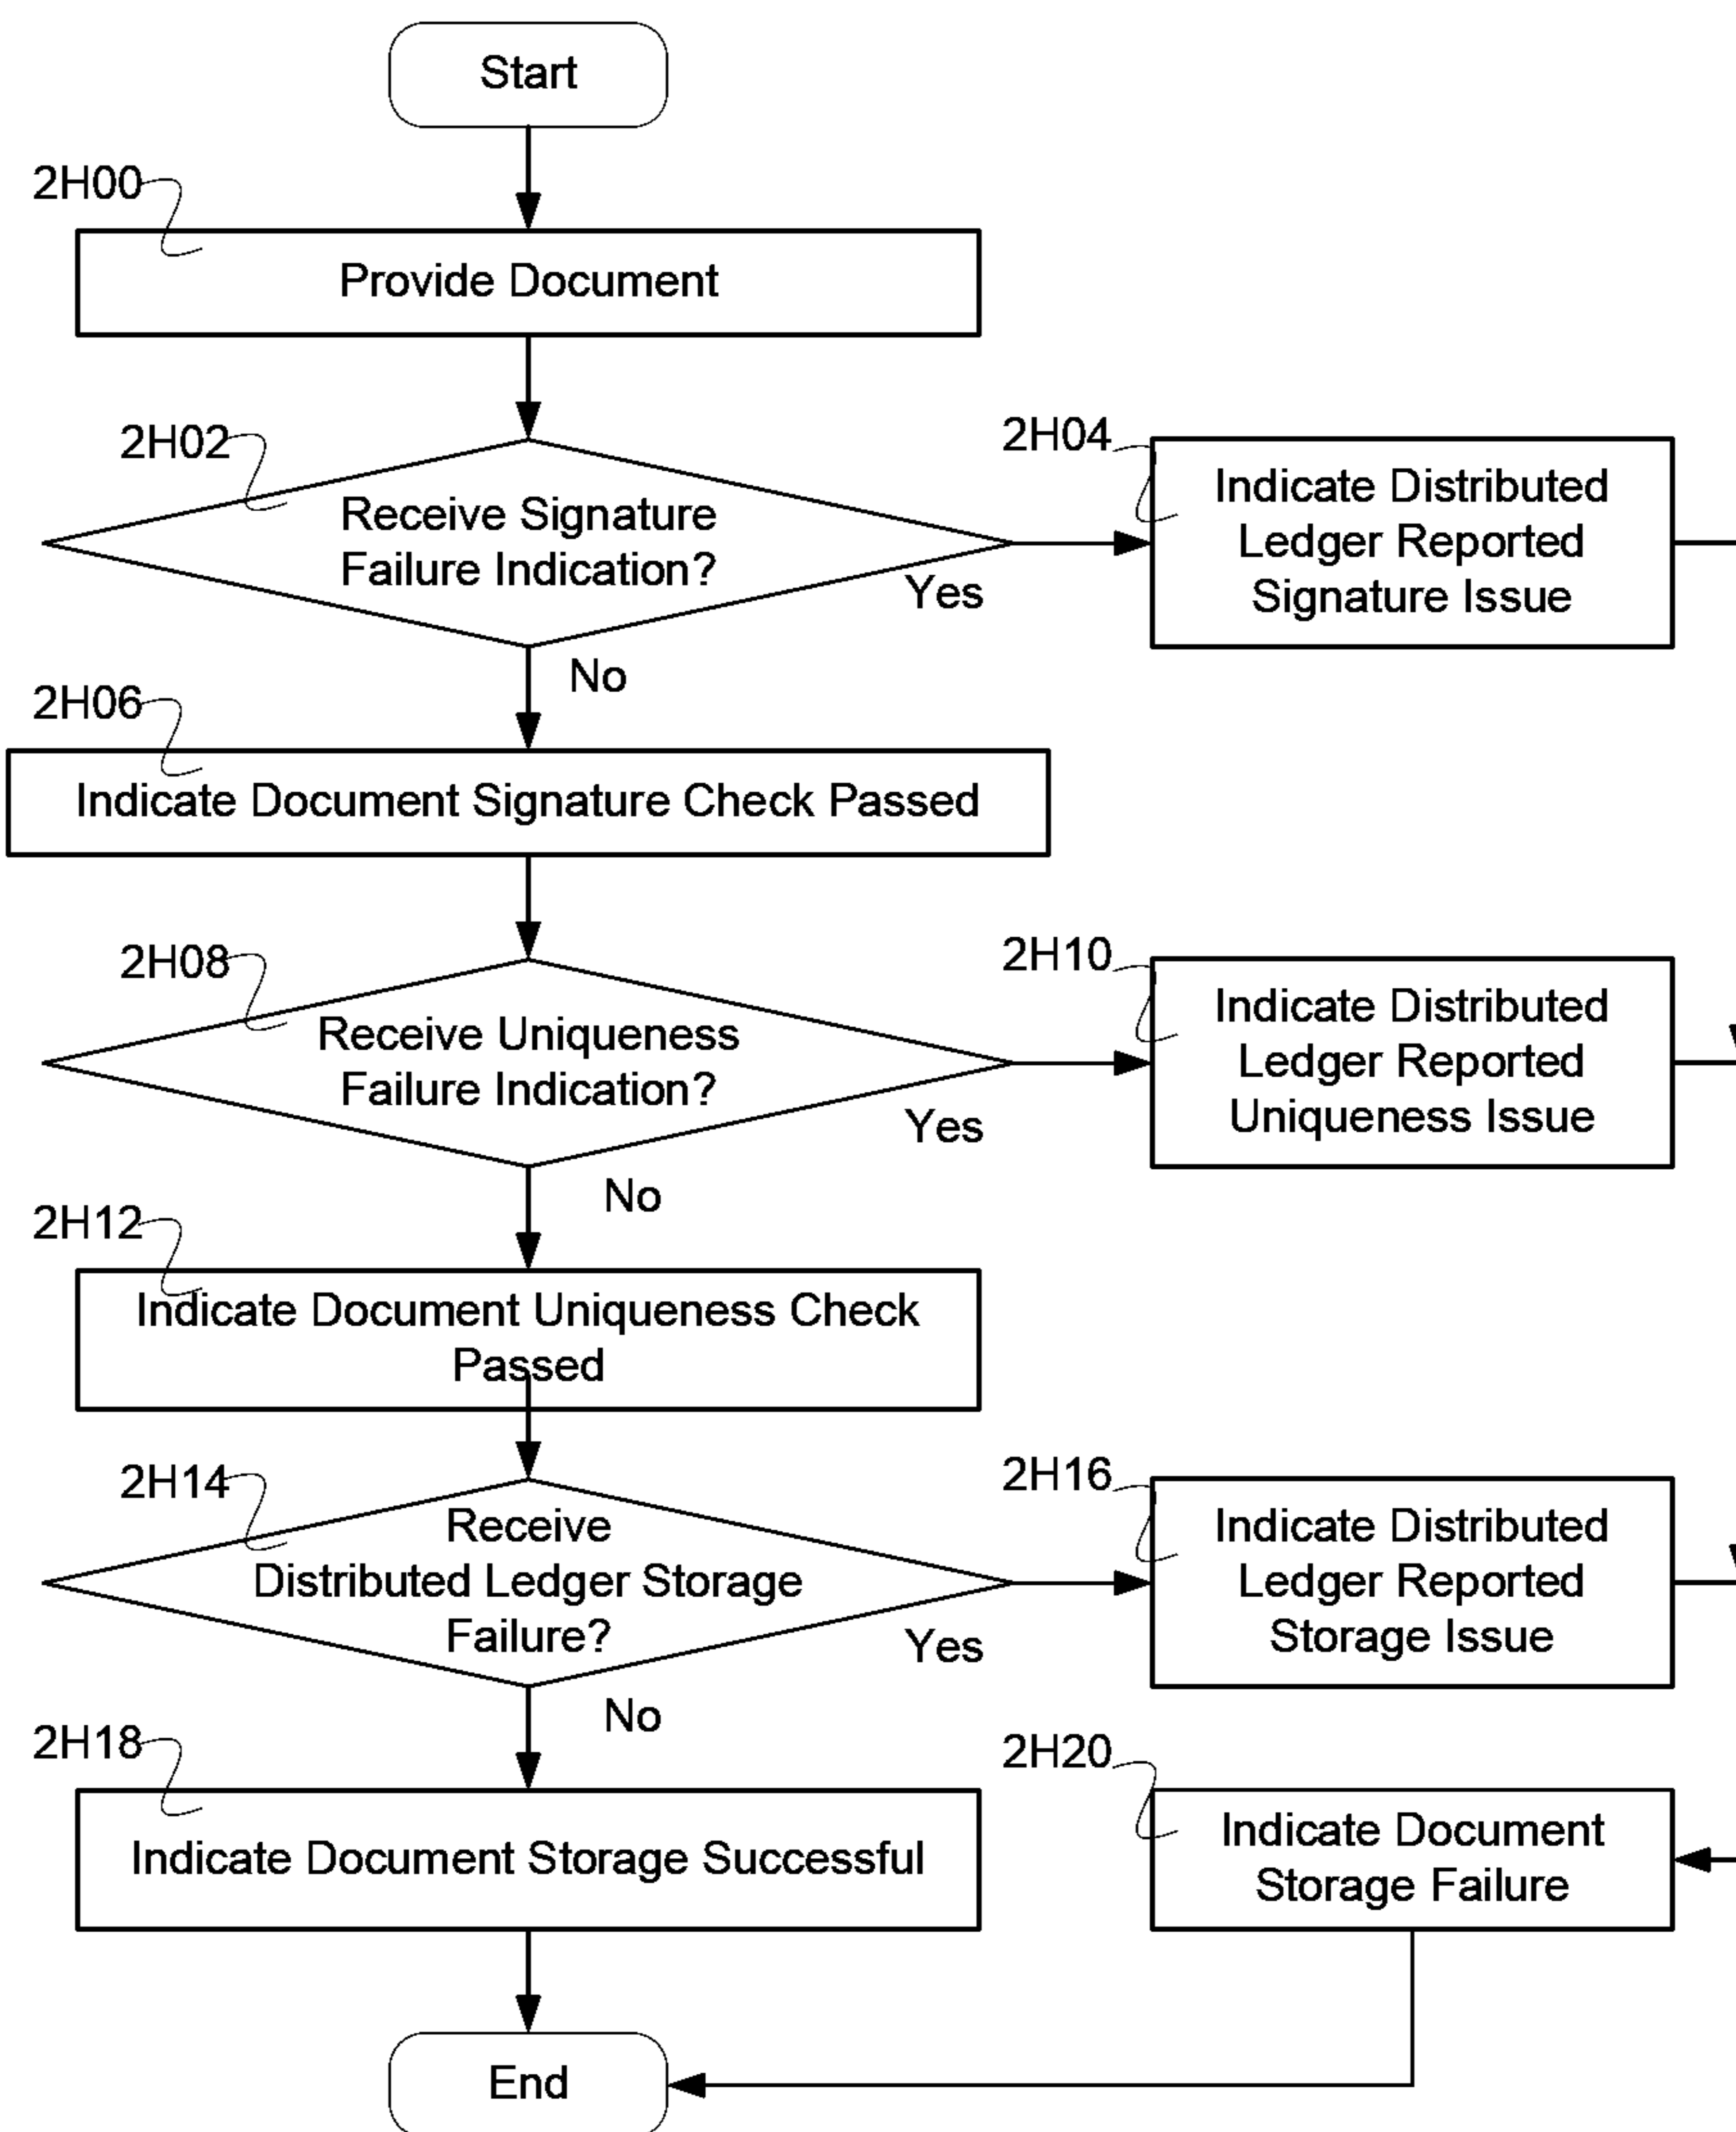 Start
2H00
Provide Document
2H02
Receive Signature
Failure Indication?
Yes
No
2H04
Indicate Distributed
Ledger Reported
Signature Issue
2H06
Indicate Document Signature Check Passed
2H08
Receive Uniqueness
Failure Indication?
Yes
No
2H10
Indicate Distributed
Ledger Reported
Uniqueness Issue
2H12
Indicate Document Uniqueness Check
Passed
2H14
Receive
Distributed Ledger Storage
Failure?
Yes
No
2H16
Indicate Distributed
Ledger Reported
Storage Issue
2H18
Indicate Document Storage Successful
2H20
Indicate Document
Storage Failure
End